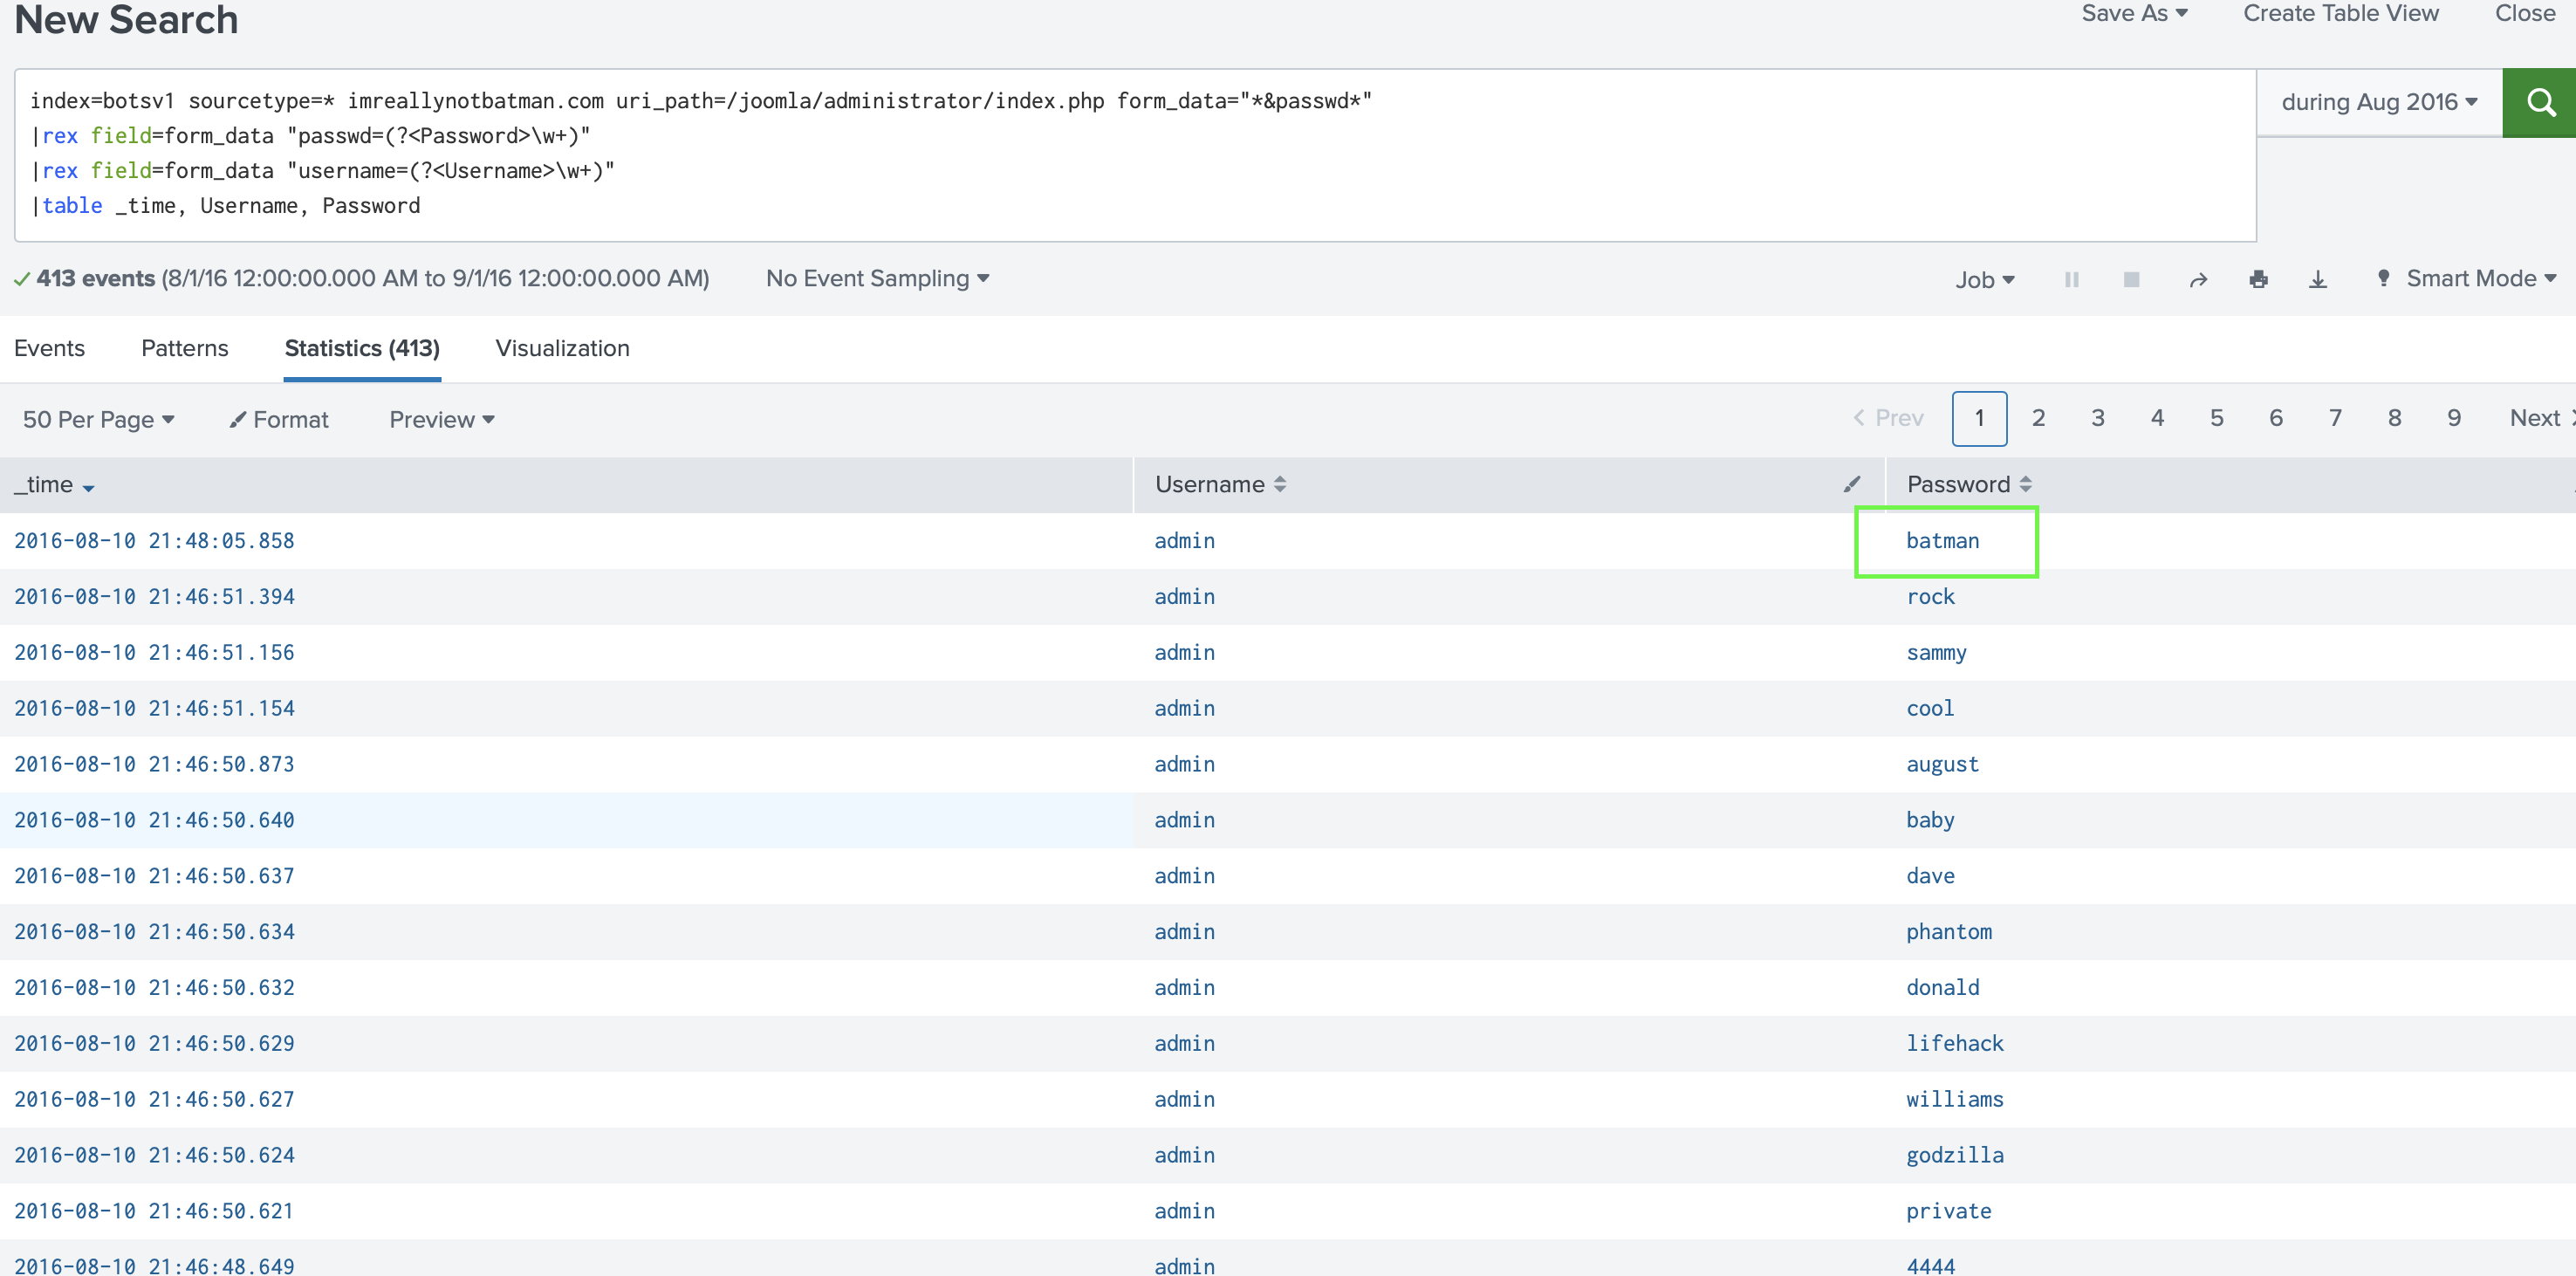 New Search
Save As Create Table View Close
index=botsv1 sourcetype=* imreallynotbatman.com uri_path=/joomla/administrator/index.php form_data="*&passwd*"
|rex field=form_data "passwd=(?<Password>\w+)"
|rex field=form_data "username=(?<Username>\w+)"
|table _time, Username, Password
during Aug 2016
413 events (8/1/16 12:00:00.000 AM to 9/1/16 12:00:00.000 AM) No Event Sampling Job Smart Mode
Events Patterns Statistics (413) Visualization
50 Per Page Format Preview < Prev 1 2 3 4 5 6 7 8 9 Next >
_time Username Password
2016-08-10 21:48:05.858 admin batman
2016-08-10 21:46:51.394 admin rock
2016-08-10 21:46:51.156 admin sammy
2016-08-10 21:46:51.154 admin cool
2016-08-10 21:46:50.873 admin august
2016-08-10 21:46:50.640 admin baby
2016-08-10 21:46:50.637 admin dave
2016-08-10 21:46:50.634 admin phantom
2016-08-10 21:46:50.632 admin donald
2016-08-10 21:46:50.629 admin lifehack
2016-08-10 21:46:50.627 admin williams
2016-08-10 21:46:50.624 admin godzilla
2016-08-10 21:46:50.621 admin private
2016-08-10 21:46:48.649 admin 4444